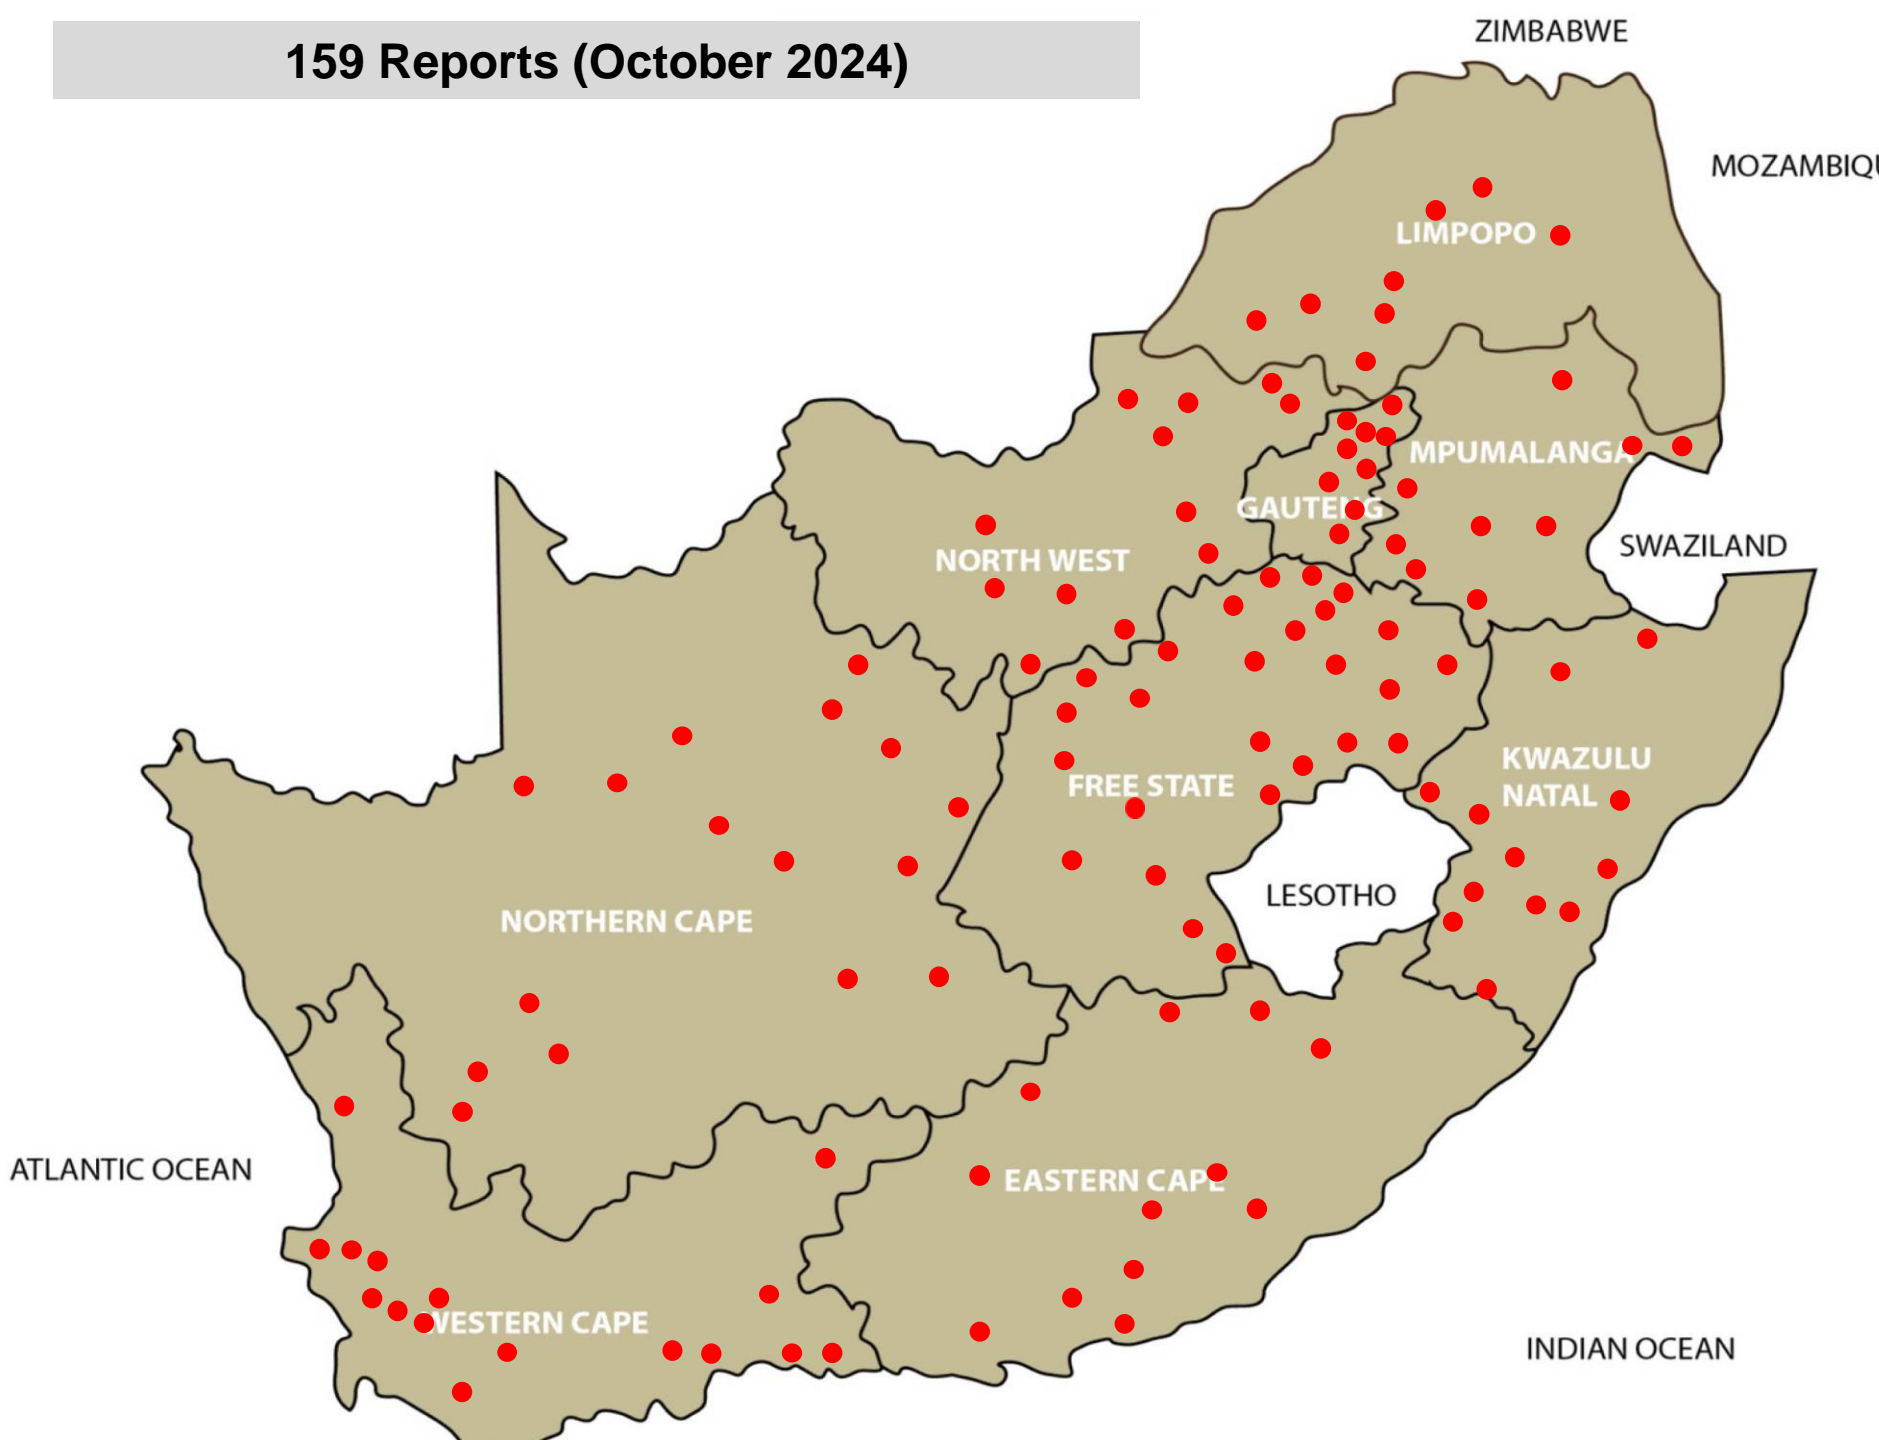 159 Reports (October 2024)
ZIMBABWE
MOZAMBIQU
LIMPOPO
MPUMALANGA
GAUTENG
SWAZILAND
NORTH WEST
KWAZULU
NATAL
FREE STATE
LESOTHO
NORTHERN CAPE
ATLANTIC OCEAN
EASTERN CAPE
WESTERN CAPE
INDIAN OCEAN